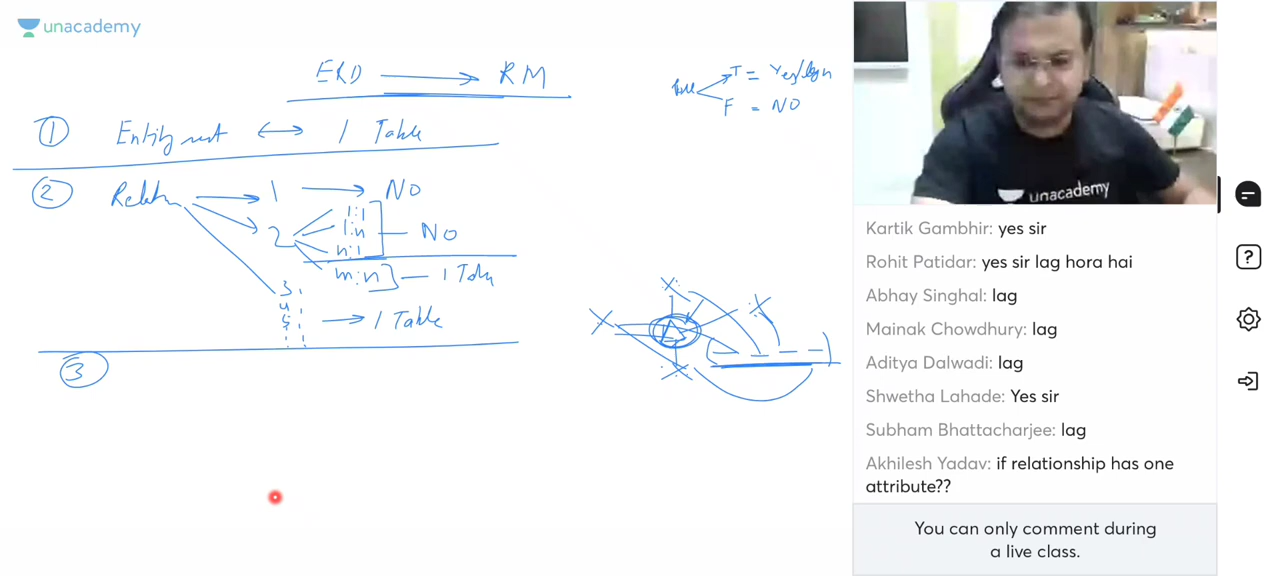 unacademy
ERD → RM
T = Yes/
F = NO
① Entity set ↔ 1 Table
② Relation → 1 → NO
2 1:1
1:n
n:1
NO
m:n — 1 Table
3
4
5
→ 1 Table
③
unacademy
Kartik Gambhir: yes sir
Rohit Patidar: yes sir lag hora hai
Abhay Singhal: lag
Mainak Chowdhury: lag
Aditya Dalwadi: lag
Shwetha Lahade: Yes sir
Subham Bhattacharjee: lag
Akhilesh Yadav: if relationship has one
attribute??
You can only comment during
a live class.